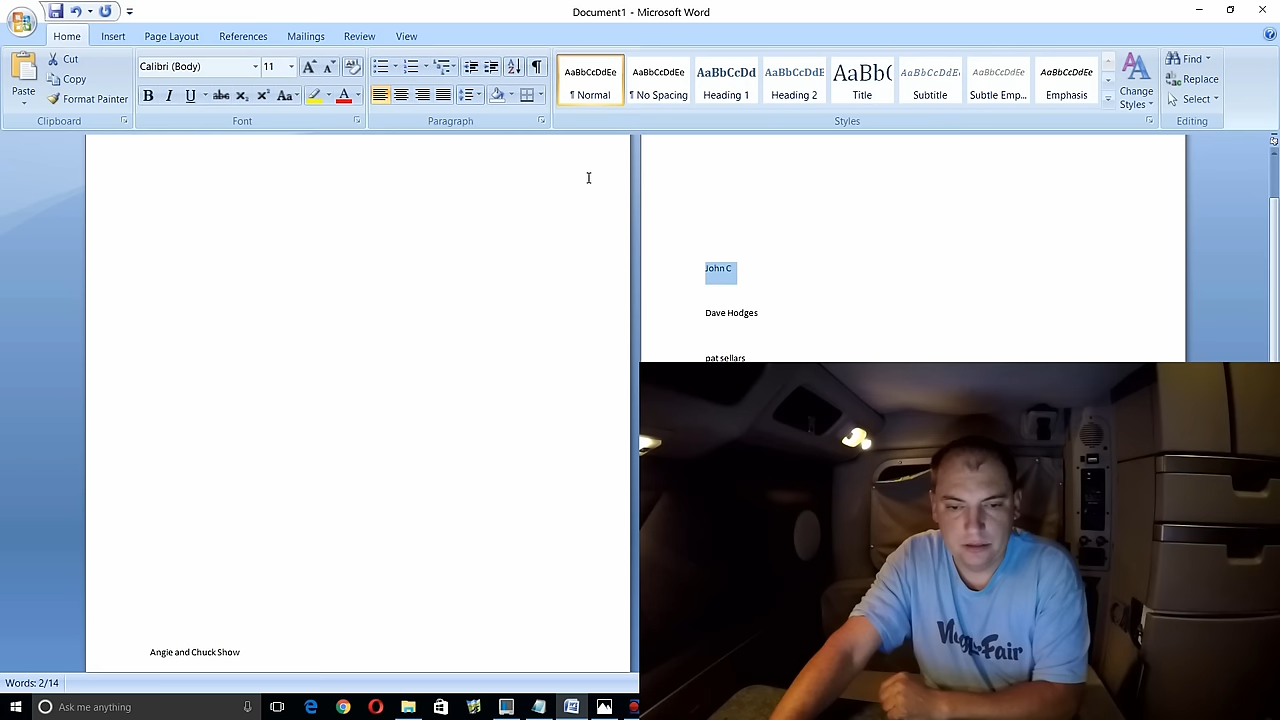 Document1 - Microsoft Word
Home Insert Page Layout References Mailings Review View
Paste
Cut
Copy
Format Painter
Clipboard
Calibri (Body) 11
Font
Paragraph
AaBbCcDdEe AaBbCcDdEe AaBbCcDd AaBbCcDdE AaBb( AaBbCcDdEe AaBbCcDdEe AaBbCcDdEe
¶ Normal ¶ No Spacing Heading 1 Heading 2 Title Subtitle Subtle Emp... Emphasis
Change
Styles
Styles
Find
Replace
Select
Editing
John C
Dave Hodges
pat sellars
Angie and Chuck Show
Words: 2/14
Ask me anything
Fair